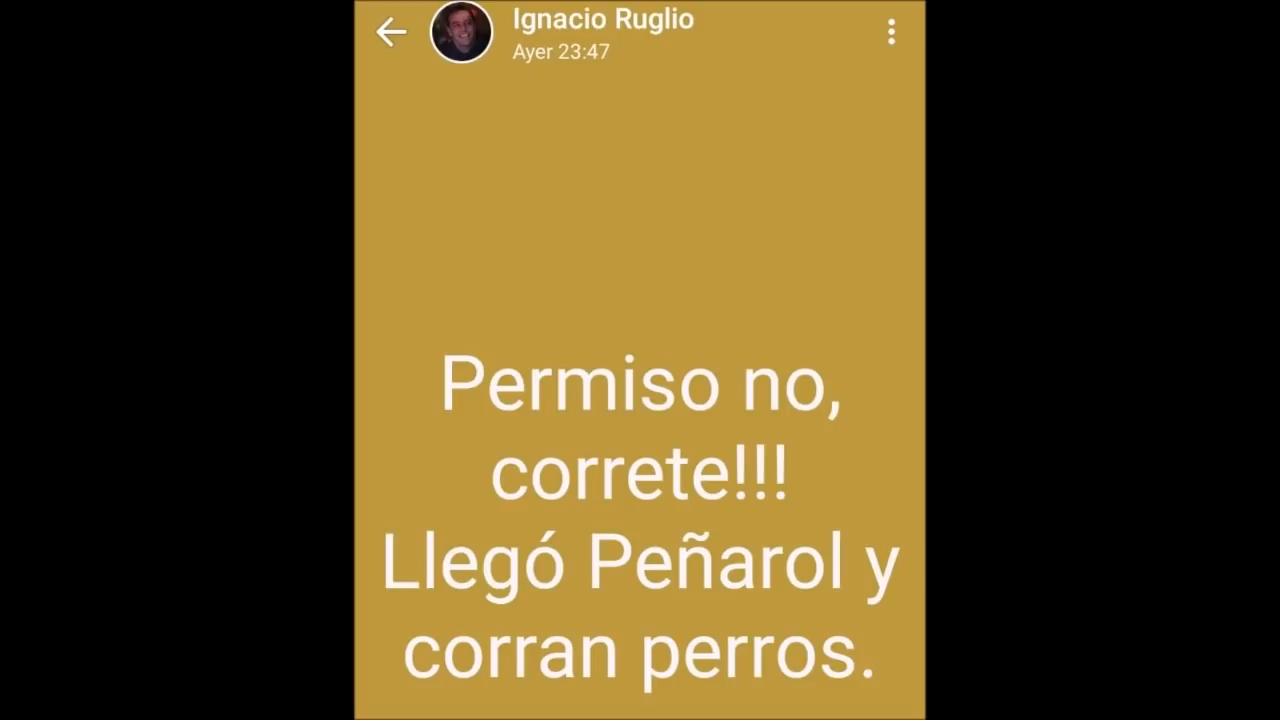 Ignacio Ruglio
Ayer 23:47
Permiso no,
correte!!!
Llegó Peñarol y
corran perros.